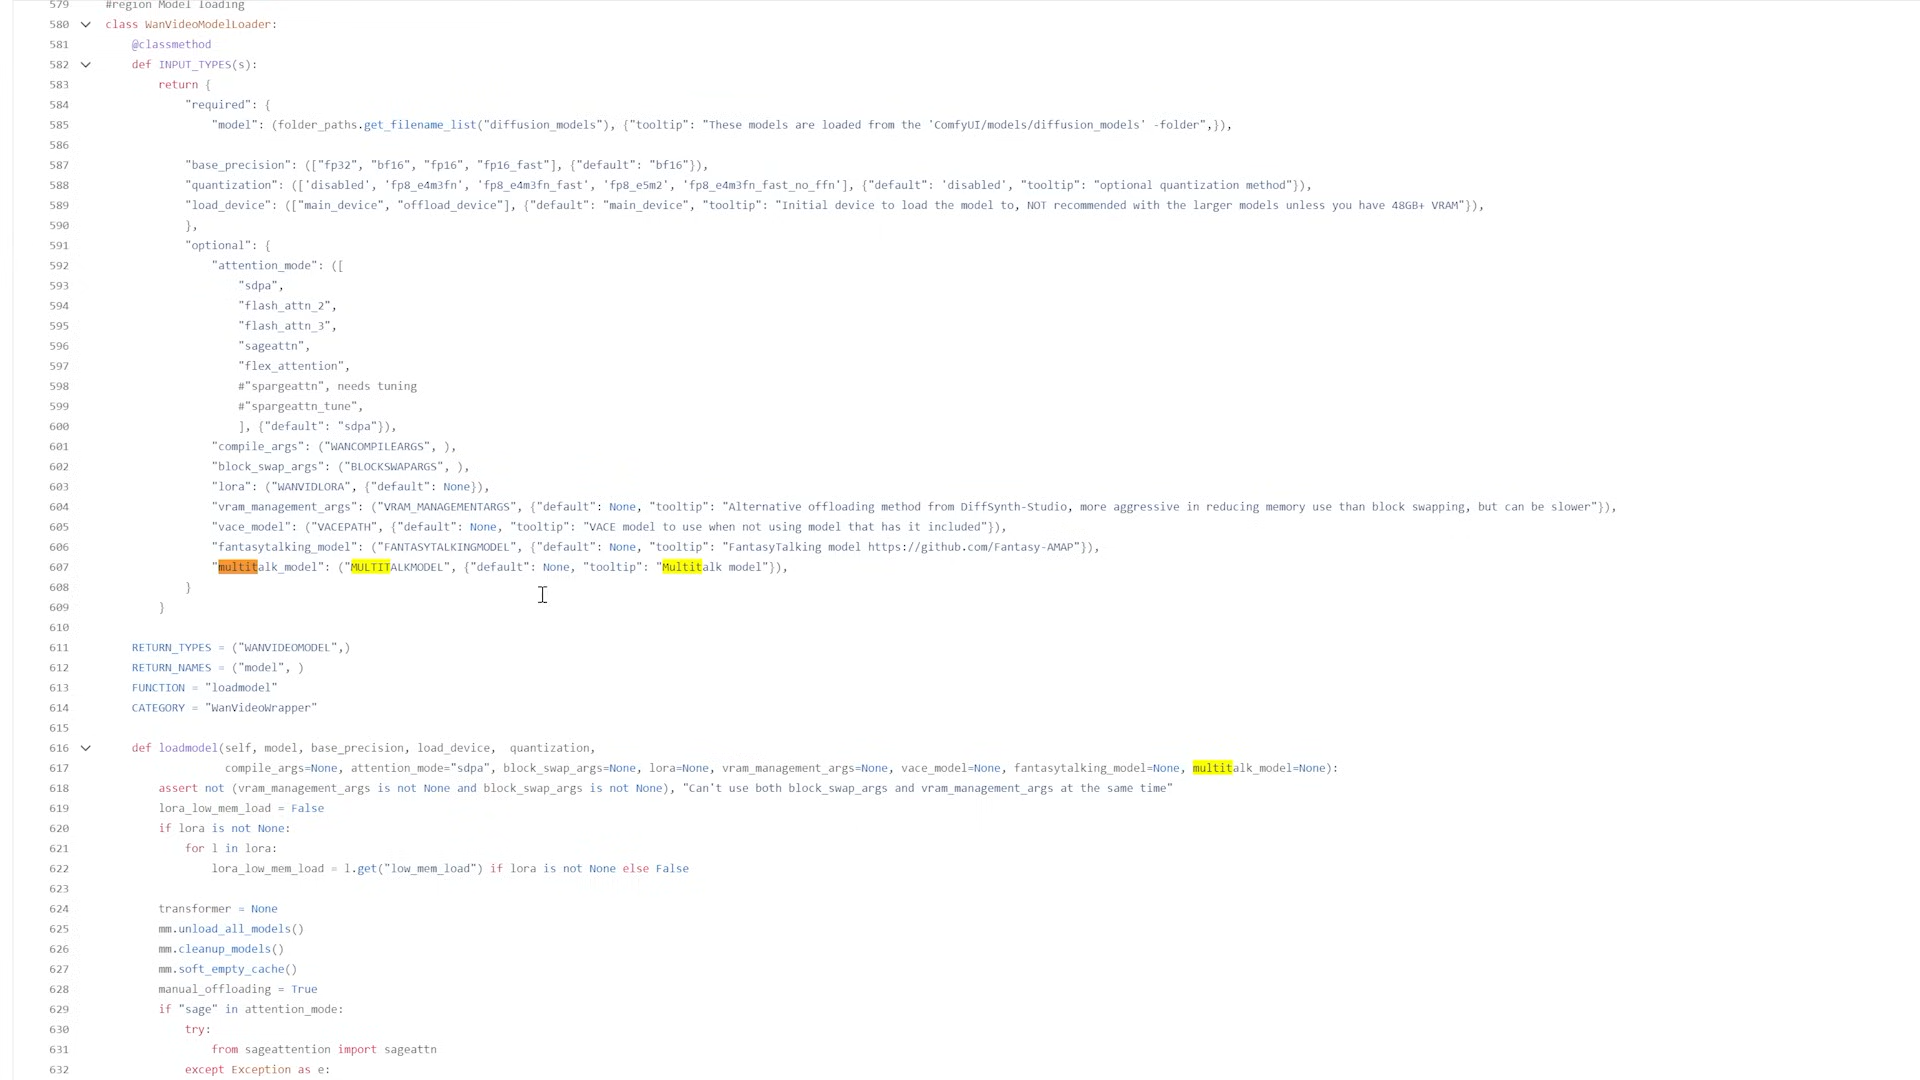 579 #region Model loading
580 class WanVideoModelLoader:
581 @classmethod
582 def INPUT_TYPES(s):
583 return {
584 "required": {
585 "model": (folder_paths.get_filename_list("diffusion_models"), {"tooltip": "These models are loaded from the 'ComfyUI/models/diffusion_models' -folder",}),
586
587 "base_precision": (["fp32", "bf16", "fp16", "fp16_fast"], {"default": "bf16"}),
588 "quantization": (['disabled', 'fp8_e4m3fn', 'fp8_e4m3fn_fast', 'fp8_e5m2', 'fp8_e4m3fn_fast_no_ffn'], {"default": 'disabled', "tooltip": "optional quantization method"}),
589 "load_device": (["main_device", "offload_device"], {"default": "main_device", "tooltip": "Initial device to load the model to, NOT recommended with the larger models unless you have 48GB+ VRAM"}),
590 },
591 "optional": {
592 "attention_mode": ([
593 "sdpa",
594 "flash_attn_2",
595 "flash_attn_3",
596 "sageattn",
597 "flex_attention",
598 #"spargeattn", needs tuning
599 #"spargeattn_tune",
600 ], {"default": "sdpa"}),
601 "compile_args": ("WANCOMPILEARGS", ),
602 "block_swap_args": ("BLOCKSWAPARGS", ),
603 "lora": ("WANVIDLORA", {"default": None}),
604 "vram_management_args": ("VRAM_MANAGEMENTARGS", {"default": None, "tooltip": "Alternative offloading method from DiffSynth-Studio, more aggressive in reducing memory use than block swapping, but can be slower"}),
605 "vace_model": ("VACEPATH", {"default": None, "tooltip": "VACE model to use when not using model that has it included"}),
606 "fantasytalking_model": ("FANTASYTALKINGMODEL", {"default": None, "tooltip": "FantasyTalking model https://github.com/Fantasy-AMAP"}),
607 "multitalk_model": ("MULTITALKMODEL", {"default": None, "tooltip": "Multitalk model"}),
608 }
609 }
610
611 RETURN_TYPES = ("WANVIDEOMODEL",)
612 RETURN_NAMES = ("model", )
613 FUNCTION = "loadmodel"
614 CATEGORY = "WanVideoWrapper"
615
616 def loadmodel(self, model, base_precision, load_device,  quantization,
617 compile_args=None, attention_mode="sdpa", block_swap_args=None, lora=None, vram_management_args=None, vace_model=None, fantasytalking_model=None, multitalk_model=None):
618 assert not (vram_management_args is not None and block_swap_args is not None), "Can't use both block_swap_args and vram_management_args at the same time"
619 lora_low_mem_load = False
620 if lora is not None:
621 for l in lora:
622 lora_low_mem_load = l.get("low_mem_load") if lora is not None else False
623
624 transformer = None
625 mm.unload_all_models()
626 mm.cleanup_models()
627 mm.soft_empty_cache()
628 manual_offloading = True
629 if "sage" in attention_mode:
630 try:
631 from sageattention import sageattn
632 except Exception as e: